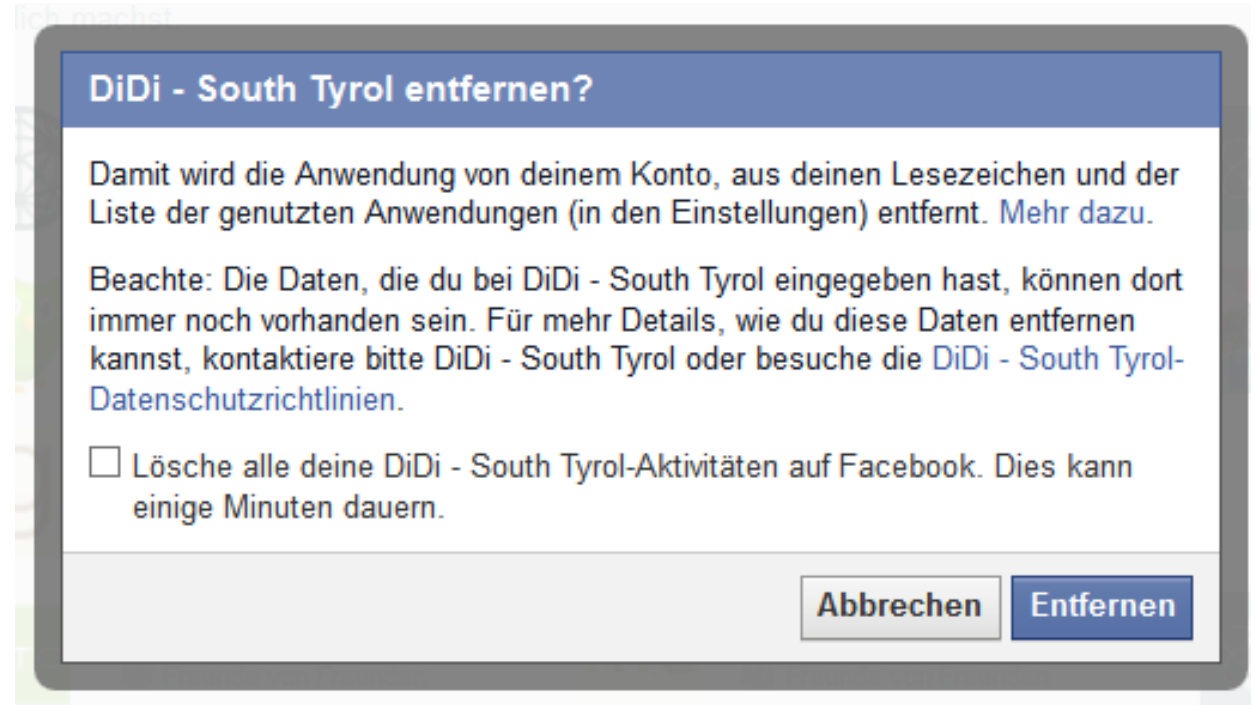 lich machst.
DiDi - South Tyrol entfernen?
Damit wird die Anwendung von deinem Konto, aus deinen Lesezeichen und der
Liste der genutzten Anwendungen (in den Einstellungen) entfernt. Mehr dazu.
Beachte: Die Daten, die du bei DiDi - South Tyrol eingegeben hast, können dort
immer noch vorhanden sein. Für mehr Details, wie du diese Daten entfernen
kannst, kontaktiere bitte DiDi - South Tyrol oder besuche die DiDi - South Tyrol-
Datenschutzrichtlinien.
Lösche alle deine DiDi - South Tyrol-Aktivitäten auf Facebook. Dies kann
einige Minuten dauern.
Abbrechen Entfernen